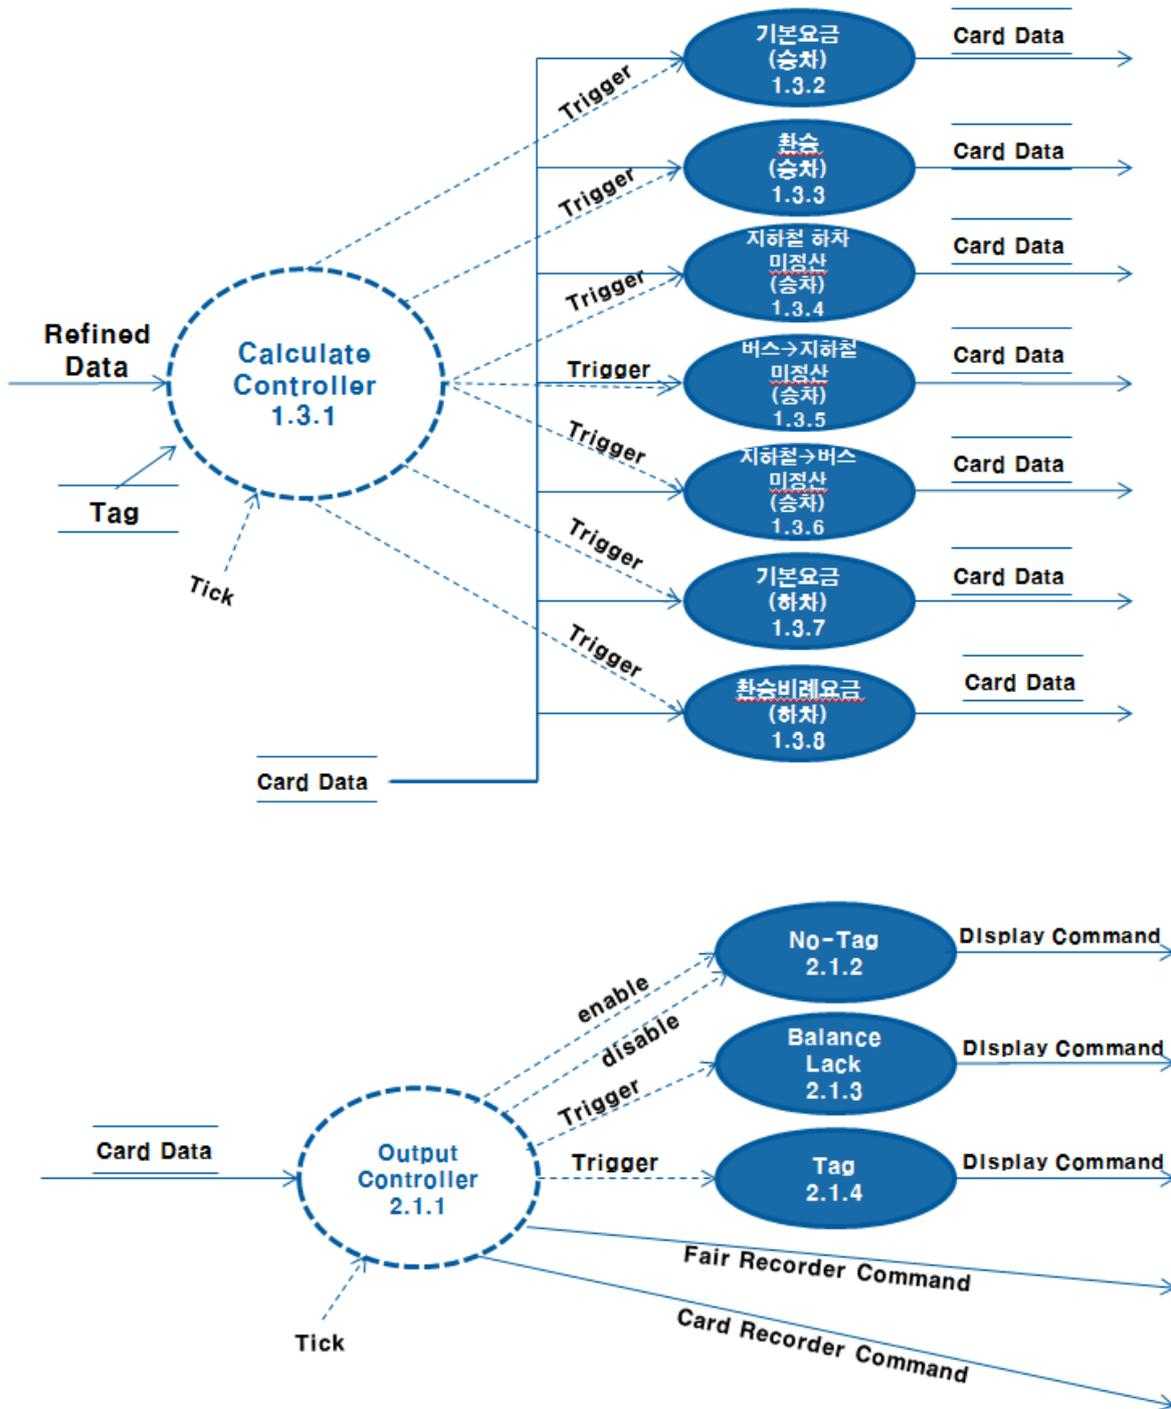 기본요금
(승차)
1.3.2
Card Data
Trigger
환승
(승차)
1.3.3
Card Data
Trigger
지하철 하차
미정산
(승차)
1.3.4
Card Data
Trigger
Refined
Data
Calculate
Controller
1.3.1
버스→지하철
미정산
(승차)
1.3.5
Card Data
Trigger
지하철→버스
미정산
(승차)
1.3.6
Card Data
Trigger
Tag
Tick
기본요금
(하차)
1.3.7
Card Data
Trigger
환승비례요금
(하차)
1.3.8
Card Data
Trigger
Card Data
No-Tag
2.1.2
DIsplay Command
enable
disable
Balance
Lack
2.1.3
DIsplay Command
Trigger
Card Data
Output
Controller
2.1.1
Trigger
Tag
2.1.4
DIsplay Command
Fair Recorder Command
Card Recorder Command
Tick